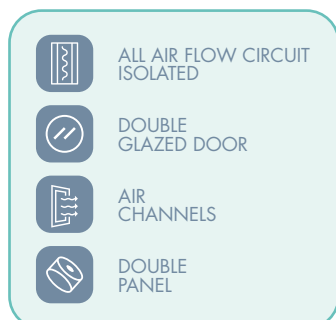 ALL AIR FLOW CIRCUIT
ISOLATED
DOUBLE
GLAZED DOOR
AIR
CHANNELS
DOUBLE
PANEL